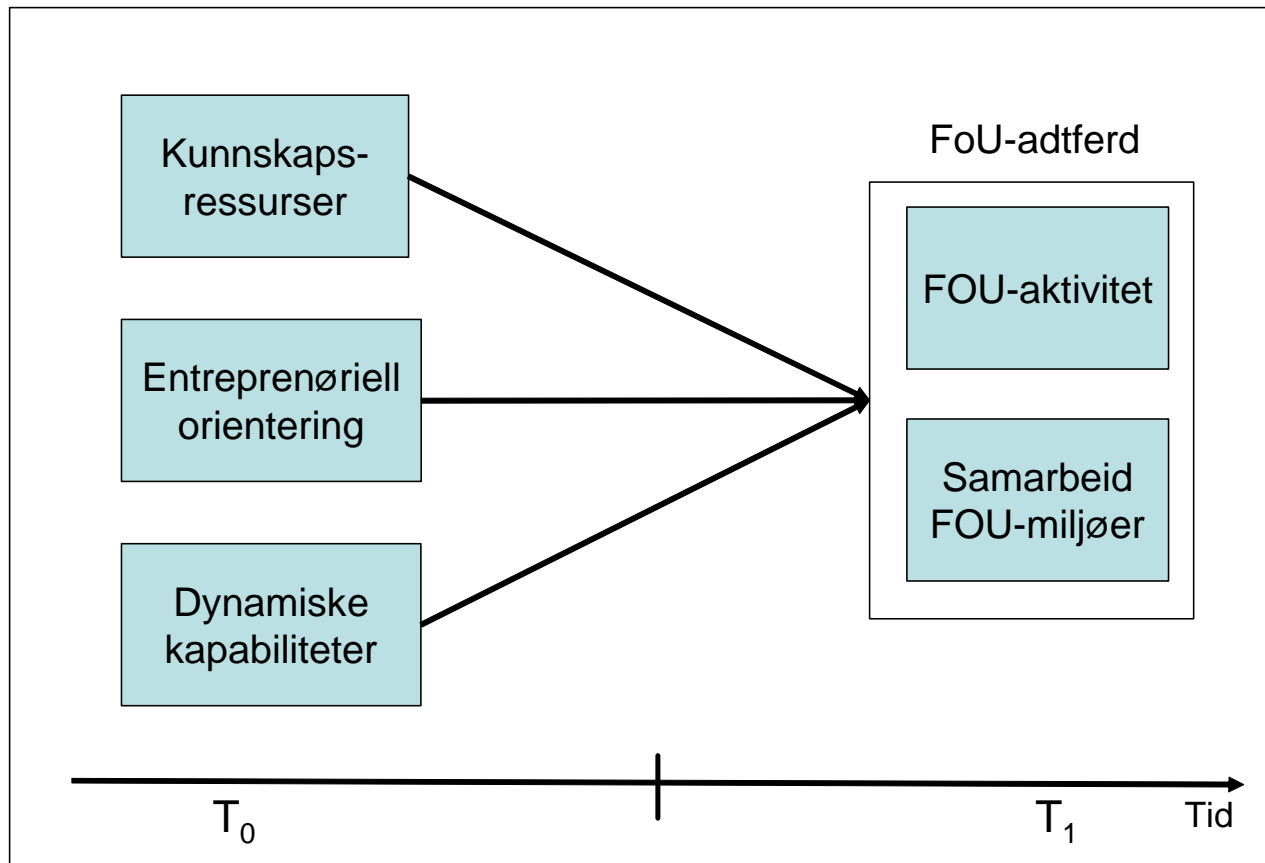 Kunnskaps-
ressurser
Entreprenøriell
orientering
Dynamiske
kapabiliteter
FoU-adtferd
FOU-aktivitet
Samarbeid
FOU-miljøer
T₀
T₁ Tid